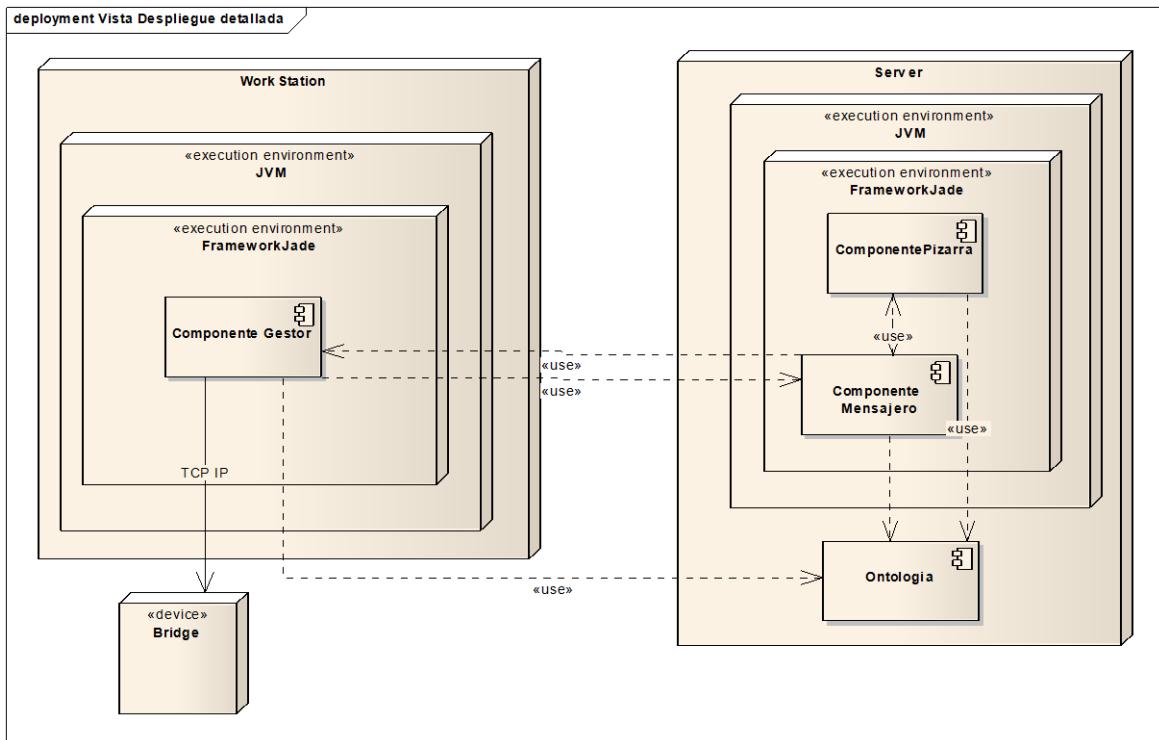 deployment Vista Despliegue detallada
Work Station
«execution environment»
JVM
«execution environment»
FrameworkJade
Componente Gestor
TCP IP
«device»
Bridge
«use»
«use»
«use»
Server
«execution environment»
JVM
«execution environment»
FrameworkJade
ComponentePizarra
«use»
Componente
Mensajero
«use»
Ontologia